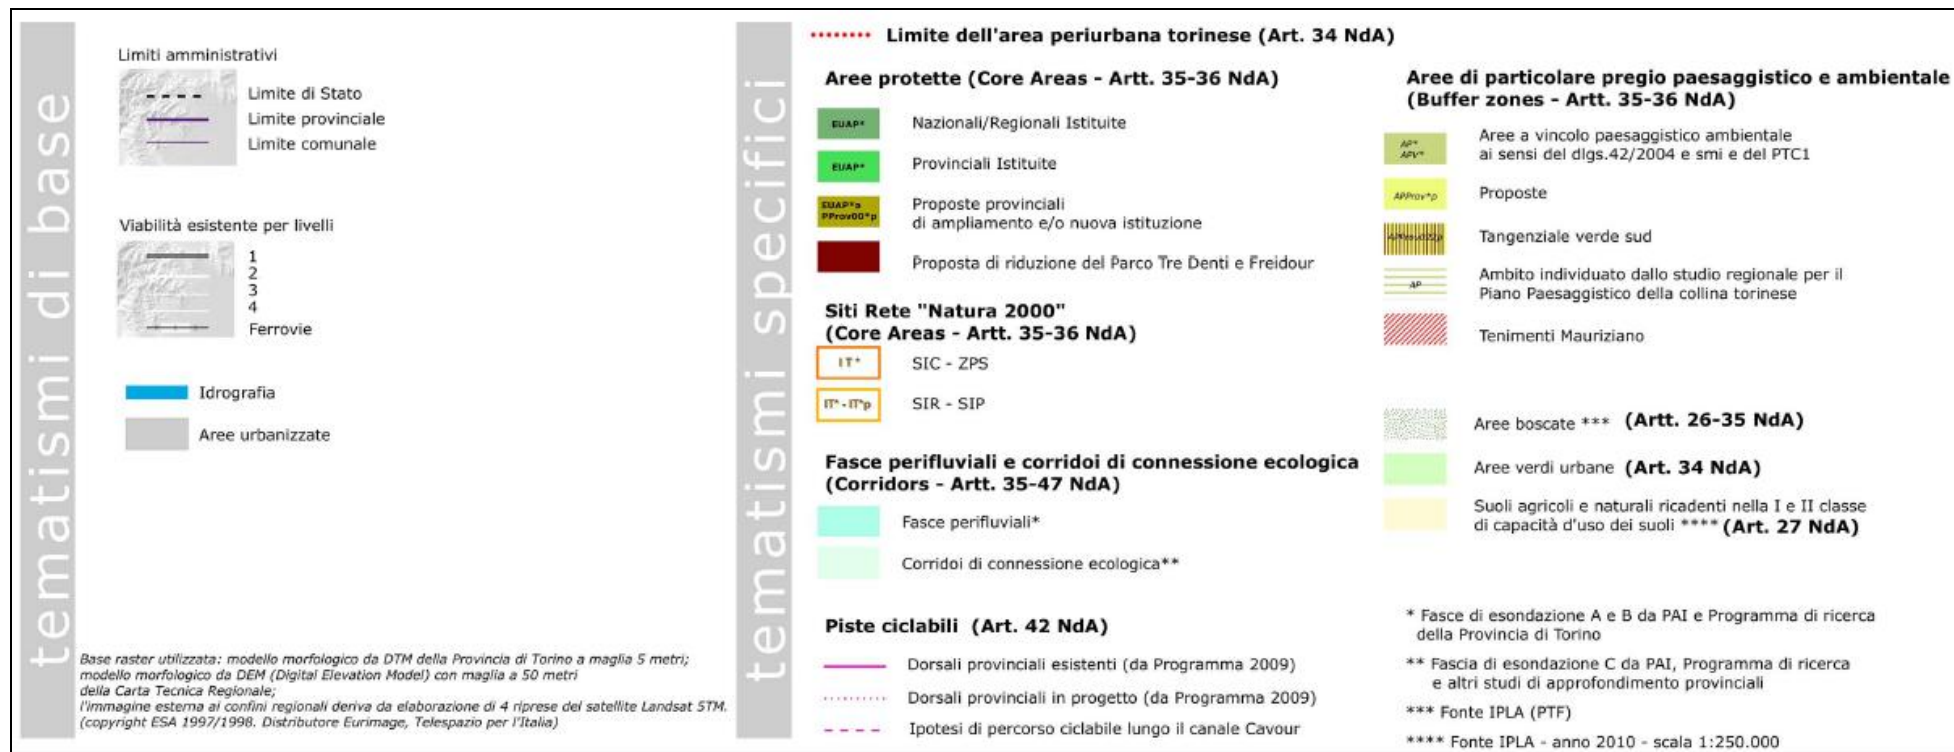 tematismi di base
Limiti amministrativi
Limite di Stato
Limite provinciale
Limite comunale
Viabilità esistente per livelli
1
2
3
4
Ferrovie
Idrografia
Aree urbanizzate
Base raster utilizzata: modello morfologico da DTM della Provincia di Torino a maglia 5 metri;
modello morfologico da DEM (Digital Elevation Model) con maglia a 50 metri
della Carta Tecnica Regionale;
l'immagine esterna ai confini regionali deriva da elaborazione di 4 riprese del satellite Landsat 5TM.
(copyright ESA 1997/1998. Distributore Eurimage, Telespazio per l'Italia)
tematismi specifici
Limite dell'area periurbana torinese (Art. 34 NdA)
Aree protette (Core Areas - Artt. 35-36 NdA)
EUAP* Nazionali/Regionali Istituite
EUAP* Provinciali Istituite
EUAP*a
PProv00*p
Proposte provinciali
di ampliamento e/o nuova istituzione
Proposta di riduzione del Parco Tre Denti e Freidour
Siti Rete "Natura 2000"
(Core Areas - Artt. 35-36 NdA)
IT* SIC - ZPS
IT* - IT*p SIR - SIP
Fasce perifluviali e corridoi di connessione ecologica
(Corridors - Artt. 35-47 NdA)
Fasce perifluviali*
Corridoi di connessione ecologica**
Piste ciclabili (Art. 42 NdA)
Dorsali provinciali esistenti (da Programma 2009)
Dorsali provinciali in progetto (da Programma 2009)
Ipotesi di percorso ciclabile lungo il canale Cavour
Aree di particolare pregio paesaggistico e ambientale
(Buffer zones - Artt. 35-36 NdA)
AP*
APV*
Aree a vincolo paesaggistico ambientale
ai sensi del dlgs.42/2004 e smi e del PTC1
APProv*p Proposte
Tangenziale verde sud
AP
Ambito individuato dallo studio regionale per il
Piano Paesaggistico della collina torinese
Tenimenti Mauriziano
Aree boscate *** (Artt. 26-35 NdA)
Aree verdi urbane (Art. 34 NdA)
Suoli agricoli e naturali ricadenti nella I e II classe
di capacità d'uso dei suoli **** (Art. 27 NdA)
* Fasce di esondazione A e B da PAI e Programma di ricerca
della Provincia di Torino
** Fascia di esondazione C da PAI, Programma di ricerca
e altri studi di approfondimento provinciali
*** Fonte IPLA (PTF)
**** Fonte IPLA - anno 2010 - scala 1:250.000